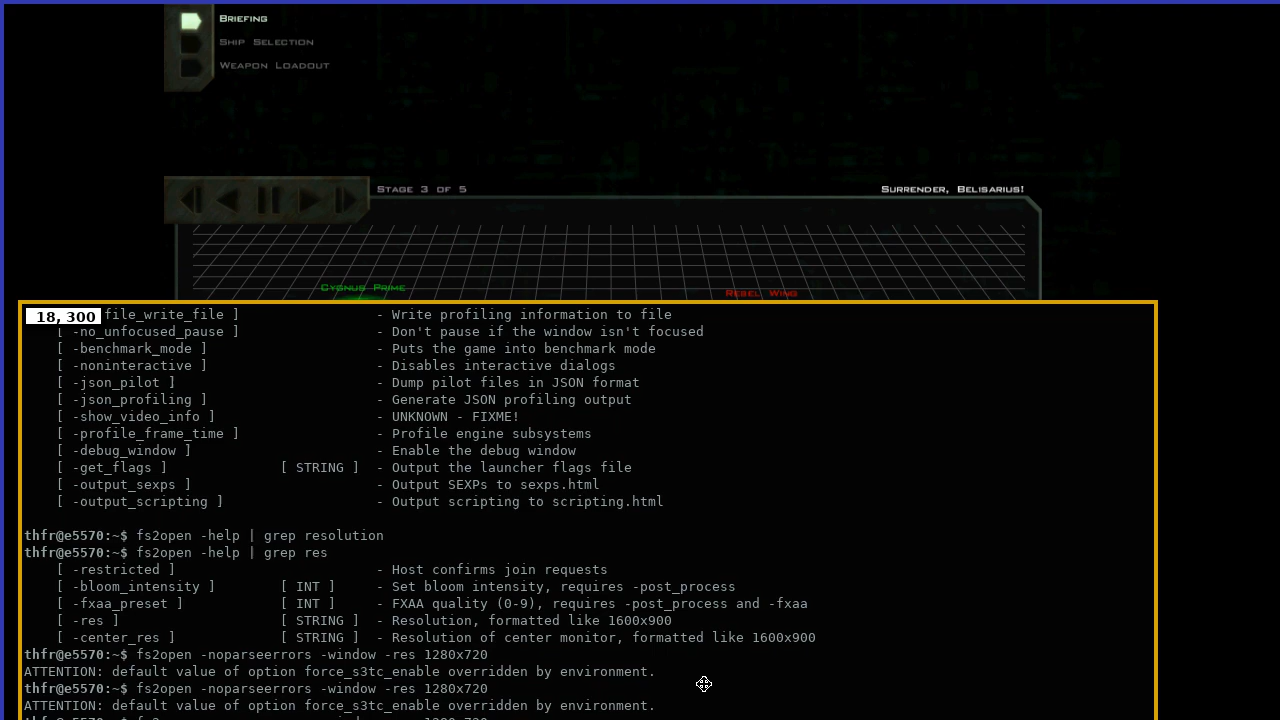 Briefing
Ship Selection
Weapon Loadout
Stage 3 of 5
Surrender, Belisarius!
Cygnus Prime
Rebel Wing
18, 300
file_write_file ] - Write profiling information to file
[ -no_unfocused_pause ] - Don't pause if the window isn't focused
[ -benchmark_mode ] - Puts the game into benchmark mode
[ -noninteractive ] - Disables interactive dialogs
[ -json_pilot ] - Dump pilot files in JSON format
[ -json_profiling ] - Generate JSON profiling output
[ -show_video_info ] - UNKNOWN - FIXME!
[ -profile_frame_time ] - Profile engine subsystems
[ -debug_window ] - Enable the debug window
[ -get_flags ] [ STRING ] - Output the launcher flags file
[ -output_sexps ] - Output SEXPs to sexps.html
[ -output_scripting ] - Output scripting to scripting.html
thfr@e5570:~$ fs2open -help | grep resolution
thfr@e5570:~$ fs2open -help | grep res
[ -restricted ] - Host confirms join requests
[ -bloom_intensity ] [ INT ] - Set bloom intensity, requires -post_process
[ -fxaa_preset ] [ INT ] - FXAA quality (0-9), requires -post_process and -fxaa
[ -res ] [ STRING ] - Resolution, formatted like 1600x900
[ -center_res ] [ STRING ] - Resolution of center monitor, formatted like 1600x900
thfr@e5570:~$ fs2open -noparseerrors -window -res 1280x720
ATTENTION: default value of option force_s3tc_enable overridden by environment.
thfr@e5570:~$ fs2open -noparseerrors -window -res 1280x720
ATTENTION: default value of option force_s3tc_enable overridden by environment.